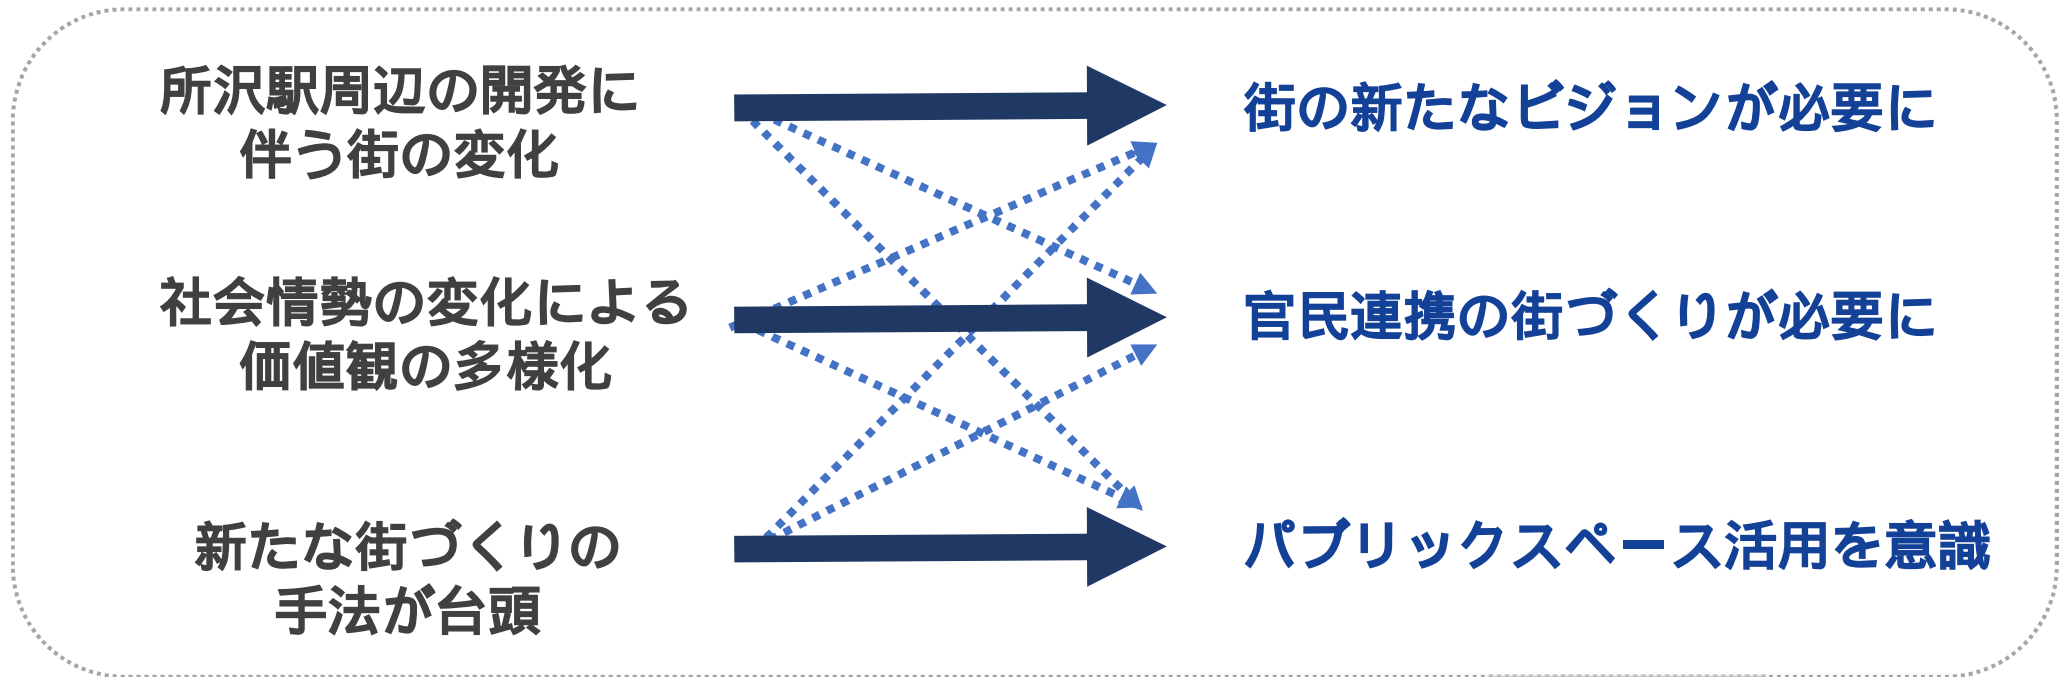 所沢駅周辺の開発に
伴う街の変化
街の新たなビジョンが必要に
社会情勢の変化による
価値観の多様化
官民連携の街づくりが必要に
新たな街づくりの
手法が台頭
パブリックスペース活用を意識